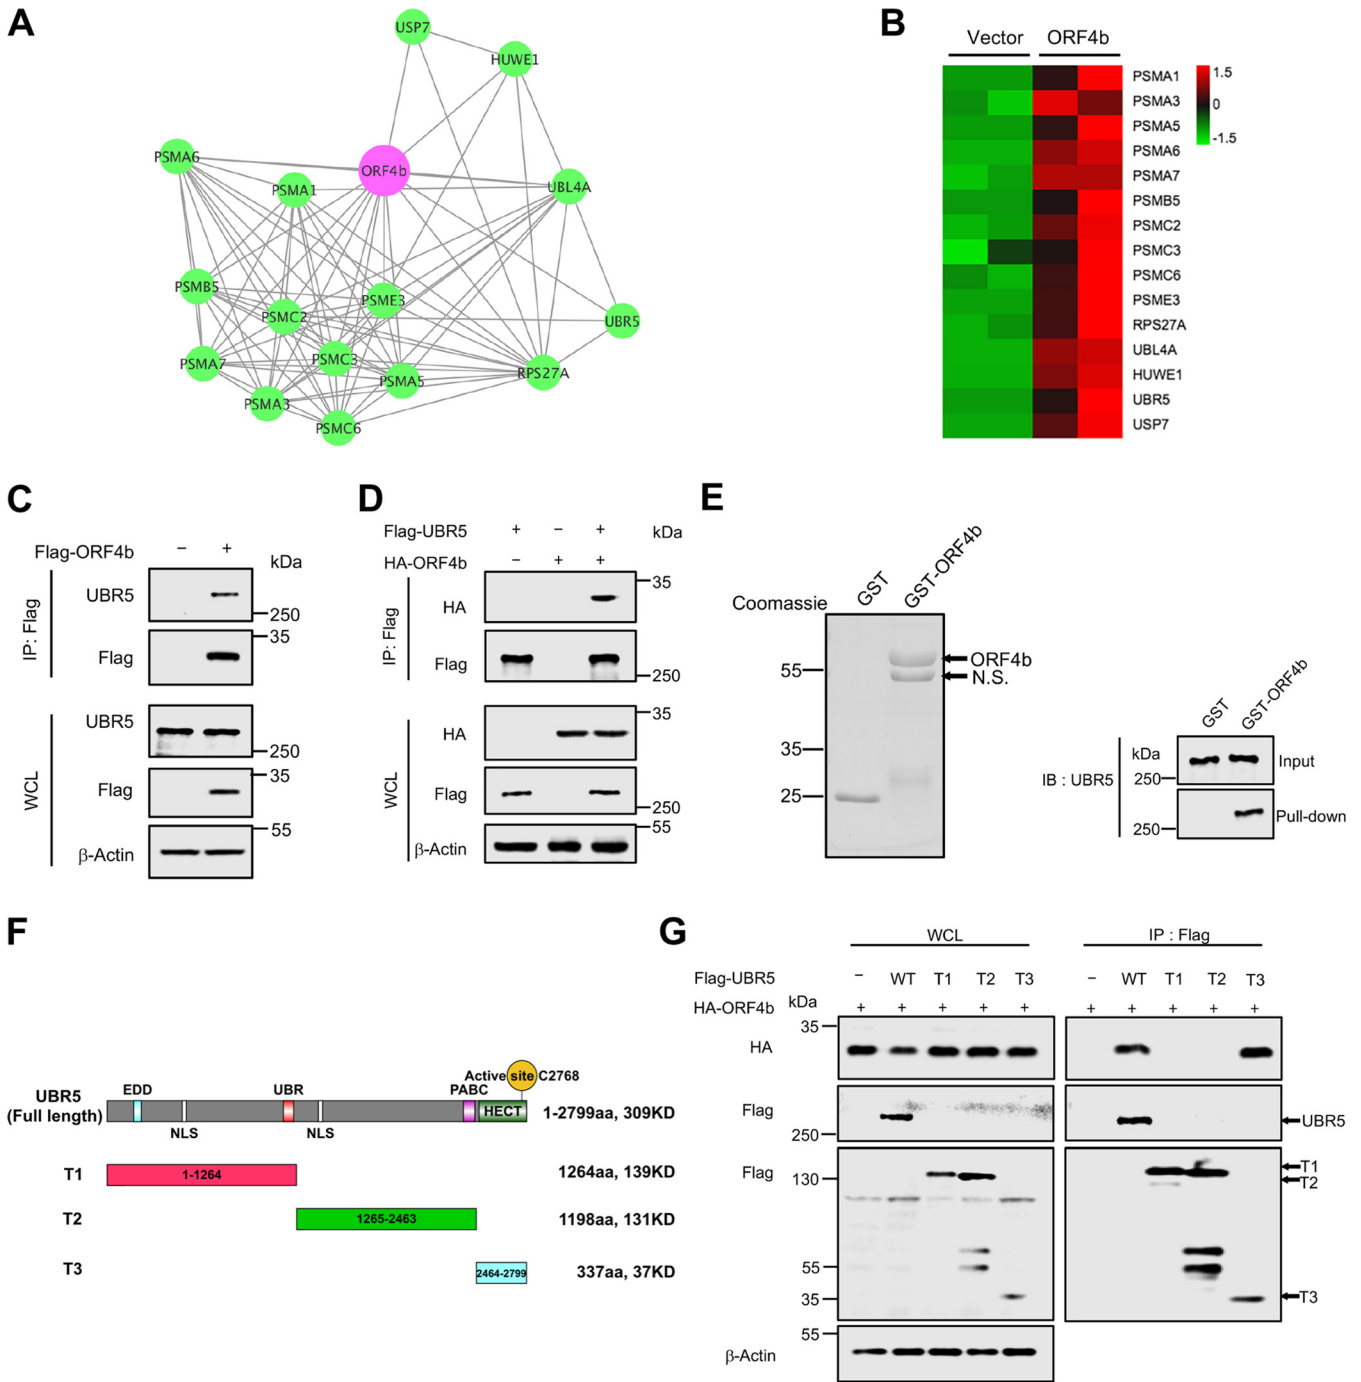 A
USP7
HUWE1
PSMA6
ORF4b
PSMA1
UBL4A
PSMB5
PSME3
PSMC2
UBR5
PSMC3
PSMA7
PSMA5
RPS27A
PSMA3
PSMC6
B
Vector ORF4b
PSMA1
PSMA3
PSMA5
PSMA6
PSMA7
PSMB5
PSMC2
PSMC3
PSMC6
PSME3
RPS27A
UBL4A
HUWE1
UBR5
USP7
1.5
0
-1.5
C
Flag-ORF4b − + kDa
IP: Flag
UBR5 250
Flag 35
WCL
UBR5 250
Flag 35
β-Actin 55
D
Flag-UBR5 + − + kDa
HA-ORF4b − + +
IP: Flag
HA 35
Flag 250
WCL
HA 35
Flag 250
β-Actin 55
E
Coomassie GST GST-ORF4b
55 ORF4b
N.S.
35
25
GST GST-ORF4b
kDa
IB : UBR5
250 Input
250 Pull-down
F
UBR5
(Full length)
EDD UBR PABC Active site C2768
HECT
NLS NLS
1-2799aa, 309KD
T1 1-1264 1264aa, 139KD
T2 1265-2463 1198aa, 131KD
T3 2464-2799 337aa, 37KD
G
WCL IP : Flag
Flag-UBR5 − WT T1 T2 T3 − WT T1 T2 T3
HA-ORF4b + + + + + + + + + +
kDa
HA 35
Flag 250 UBR5
Flag 130 T1
T2
55
35 T3
β-Actin 55